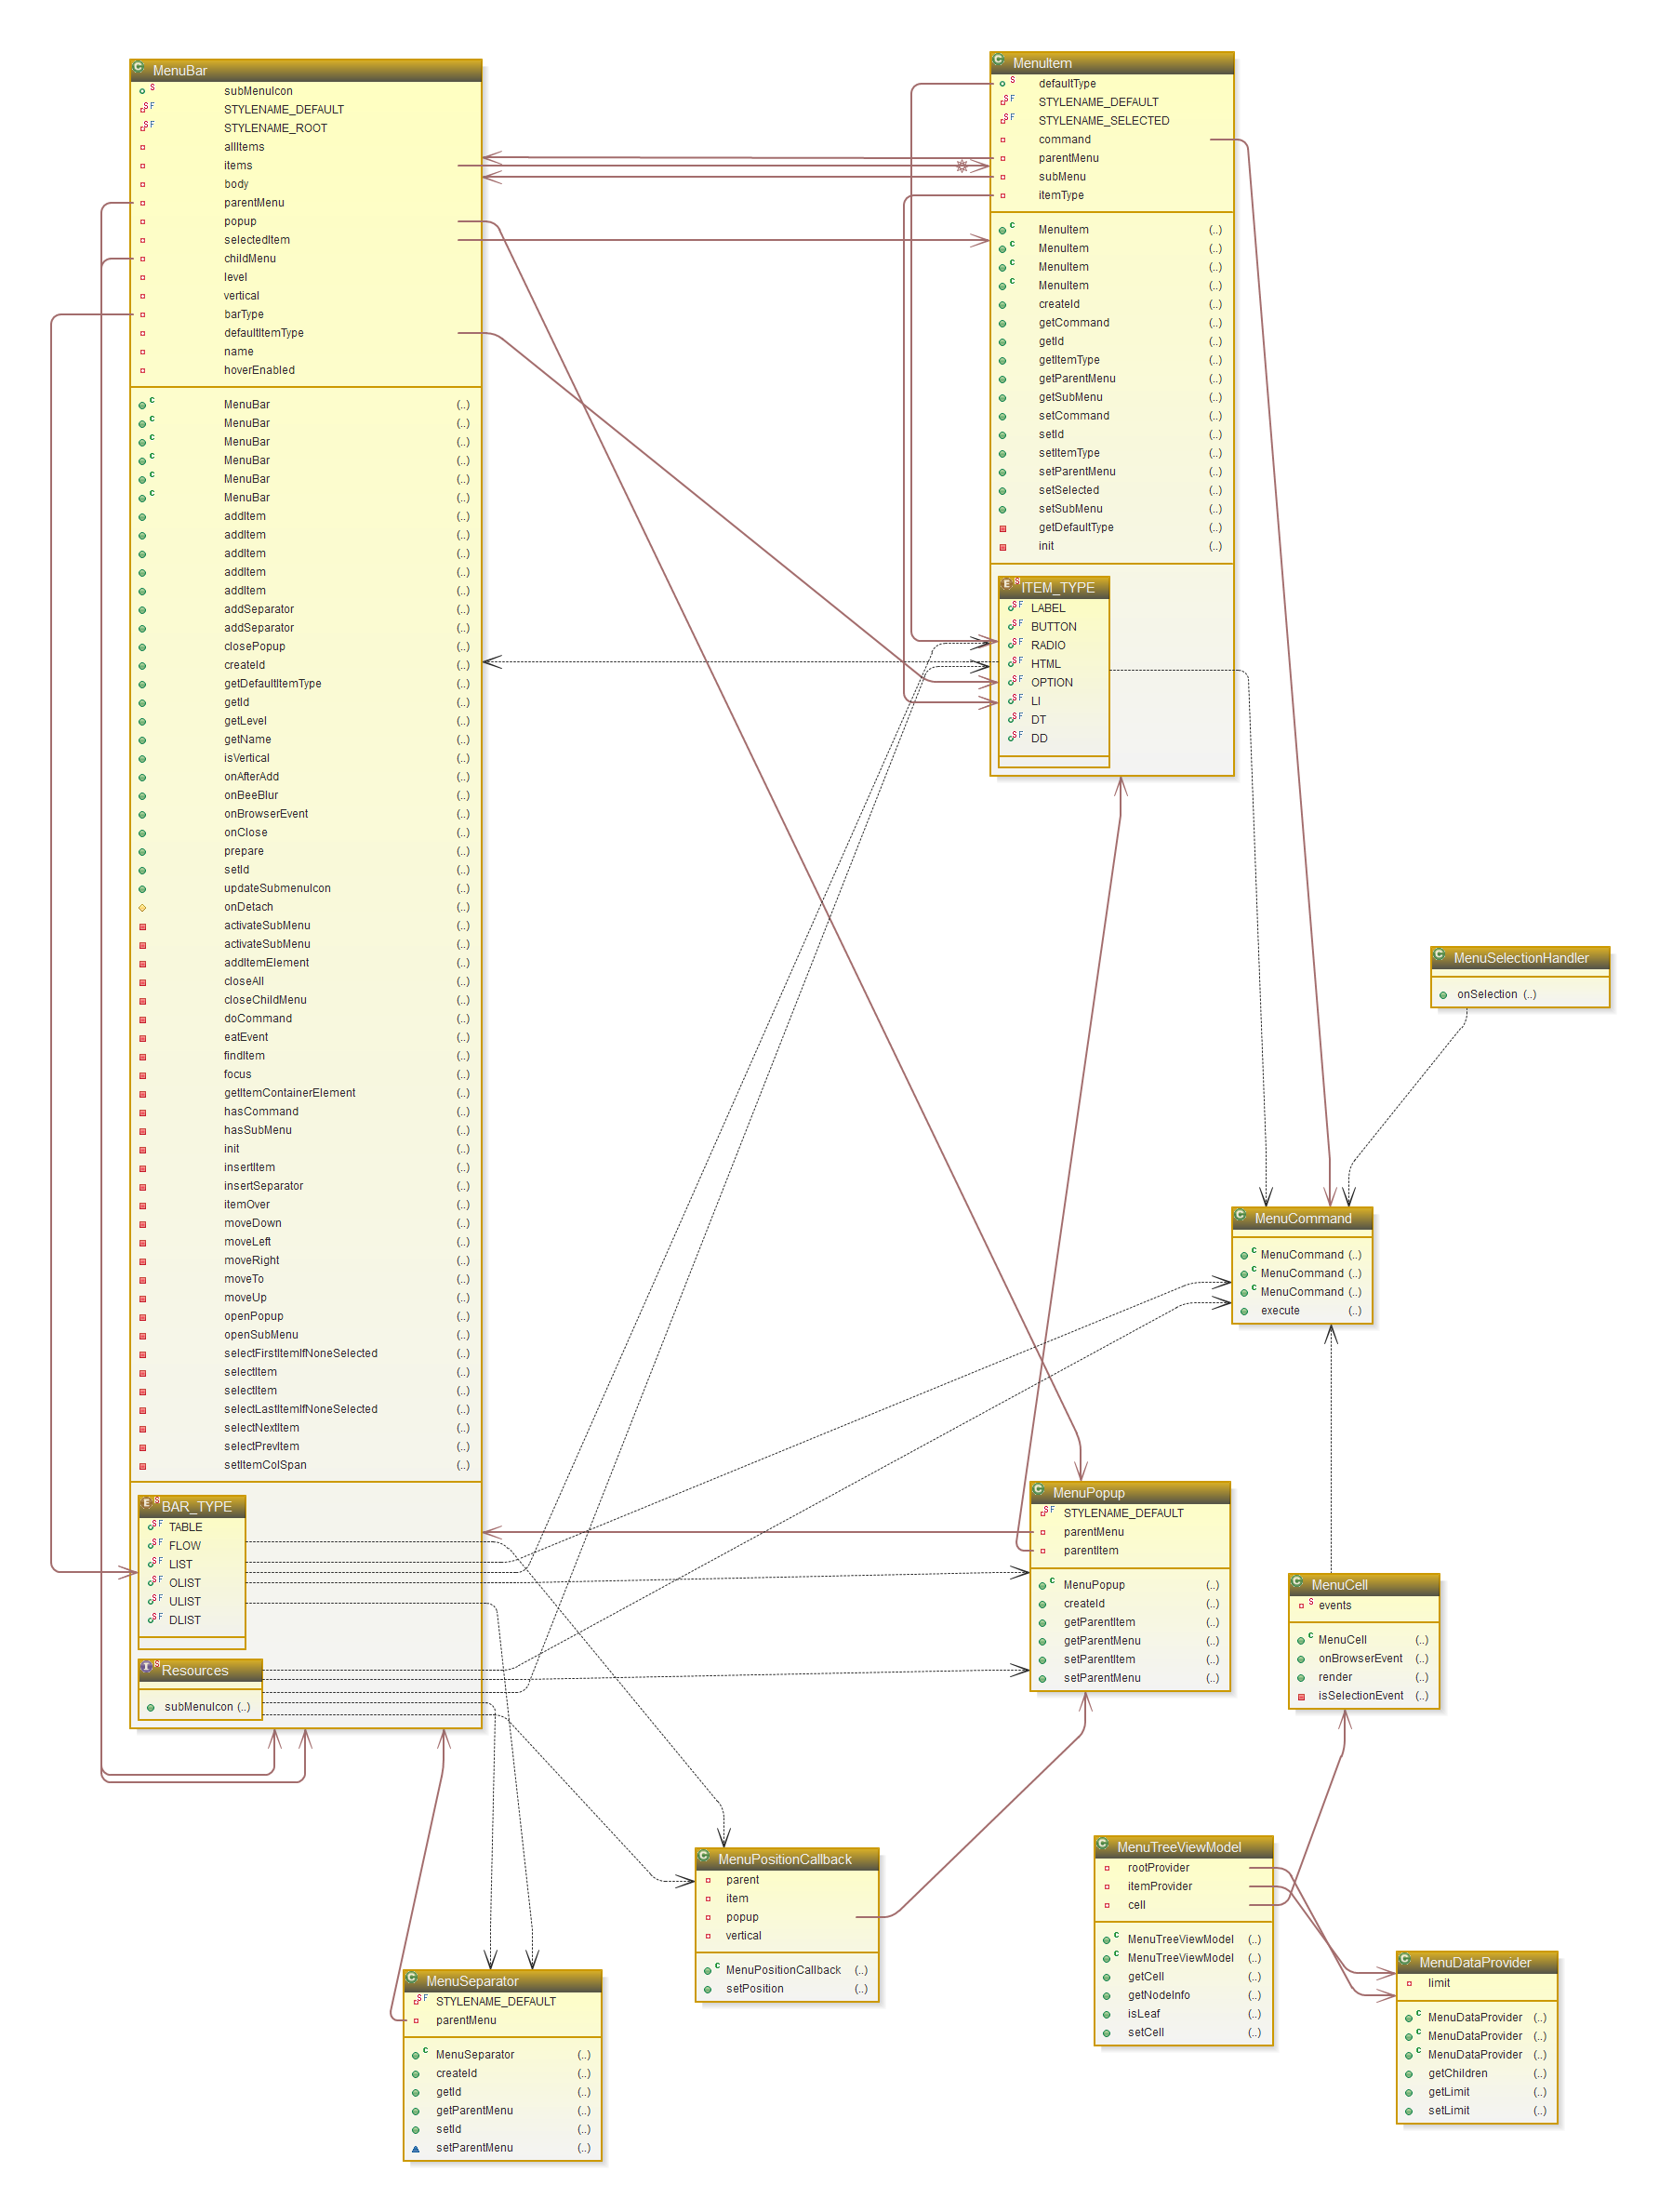 MenuBar
subMenuIcon
STYLENAME_DEFAULT
STYLENAME_ROOT
allItems
items
body
parentMenu
popup
selectedItem
childMenu
level
vertical
barType
defaultItemType
name
hoverEnabled
MenuBar (..)
MenuBar (..)
MenuBar (..)
MenuBar (..)
MenuBar (..)
MenuBar (..)
addItem (..)
addItem (..)
addItem (..)
addItem (..)
addItem (..)
addSeparator (..)
addSeparator (..)
closePopup (..)
createId (..)
getDefaultItemType (..)
getId (..)
getLevel (..)
getName (..)
isVertical (..)
onAfterAdd (..)
onBeeBlur (..)
onBrowserEvent (..)
onClose (..)
prepare (..)
setId (..)
updateSubmenuIcon (..)
onDetach (..)
activateSubMenu (..)
activateSubMenu (..)
addItemElement (..)
closeAll (..)
closeChildMenu (..)
doCommand (..)
eatEvent (..)
findItem (..)
focus (..)
getItemContainerElement (..)
hasCommand (..)
hasSubMenu (..)
init (..)
insertItem (..)
insertSeparator (..)
itemOver (..)
moveDown (..)
moveLeft (..)
moveRight (..)
moveTo (..)
moveUp (..)
openPopup (..)
openSubMenu (..)
selectFirstItemIfNoneSelected (..)
selectItem (..)
selectItem (..)
selectLastItemIfNoneSelected (..)
selectNextItem (..)
selectPrevItem (..)
setItemColSpan (..)
BAR_TYPE
TABLE
FLOW
LIST
OLIST
ULIST
DLIST
Resources
subMenuIcon (..)
MenuItem
defaultType
STYLENAME_DEFAULT
STYLENAME_SELECTED
command
parentMenu
subMenu
itemType
MenuItem (..)
MenuItem (..)
MenuItem (..)
MenuItem (..)
createId (..)
getCommand (..)
getId (..)
getItemType (..)
getParentMenu (..)
getSubMenu (..)
setCommand (..)
setId (..)
setItemType (..)
setParentMenu (..)
setSelected (..)
setSubMenu (..)
getDefaultType (..)
init (..)
ITEM_TYPE
LABEL
BUTTON
RADIO
HTML
OPTION
LI
DT
DD
MenuSelectionHandler
onSelection (..)
MenuCommand
MenuCommand (..)
MenuCommand (..)
MenuCommand (..)
execute (..)
MenuPopup
STYLENAME_DEFAULT
parentMenu
parentItem
MenuPopup (..)
createId (..)
getParentItem (..)
getParentMenu (..)
setParentItem (..)
setParentMenu (..)
MenuCell
events
MenuCell (..)
onBrowserEvent (..)
render (..)
isSelectionEvent (..)
MenuPositionCallback
parent
item
popup
vertical
MenuPositionCallback (..)
setPosition (..)
MenuTreeViewModel
rootProvider
itemProvider
cell
MenuTreeViewModel (..)
MenuTreeViewModel (..)
getCell (..)
getNodeInfo (..)
isLeaf (..)
setCell (..)
MenuDataProvider
limit
MenuDataProvider (..)
MenuDataProvider (..)
MenuDataProvider (..)
getChildren (..)
getLimit (..)
setLimit (..)
MenuSeparator
STYLENAME_DEFAULT
parentMenu
MenuSeparator (..)
createId (..)
getId (..)
getParentMenu (..)
setId (..)
setParentMenu (..)